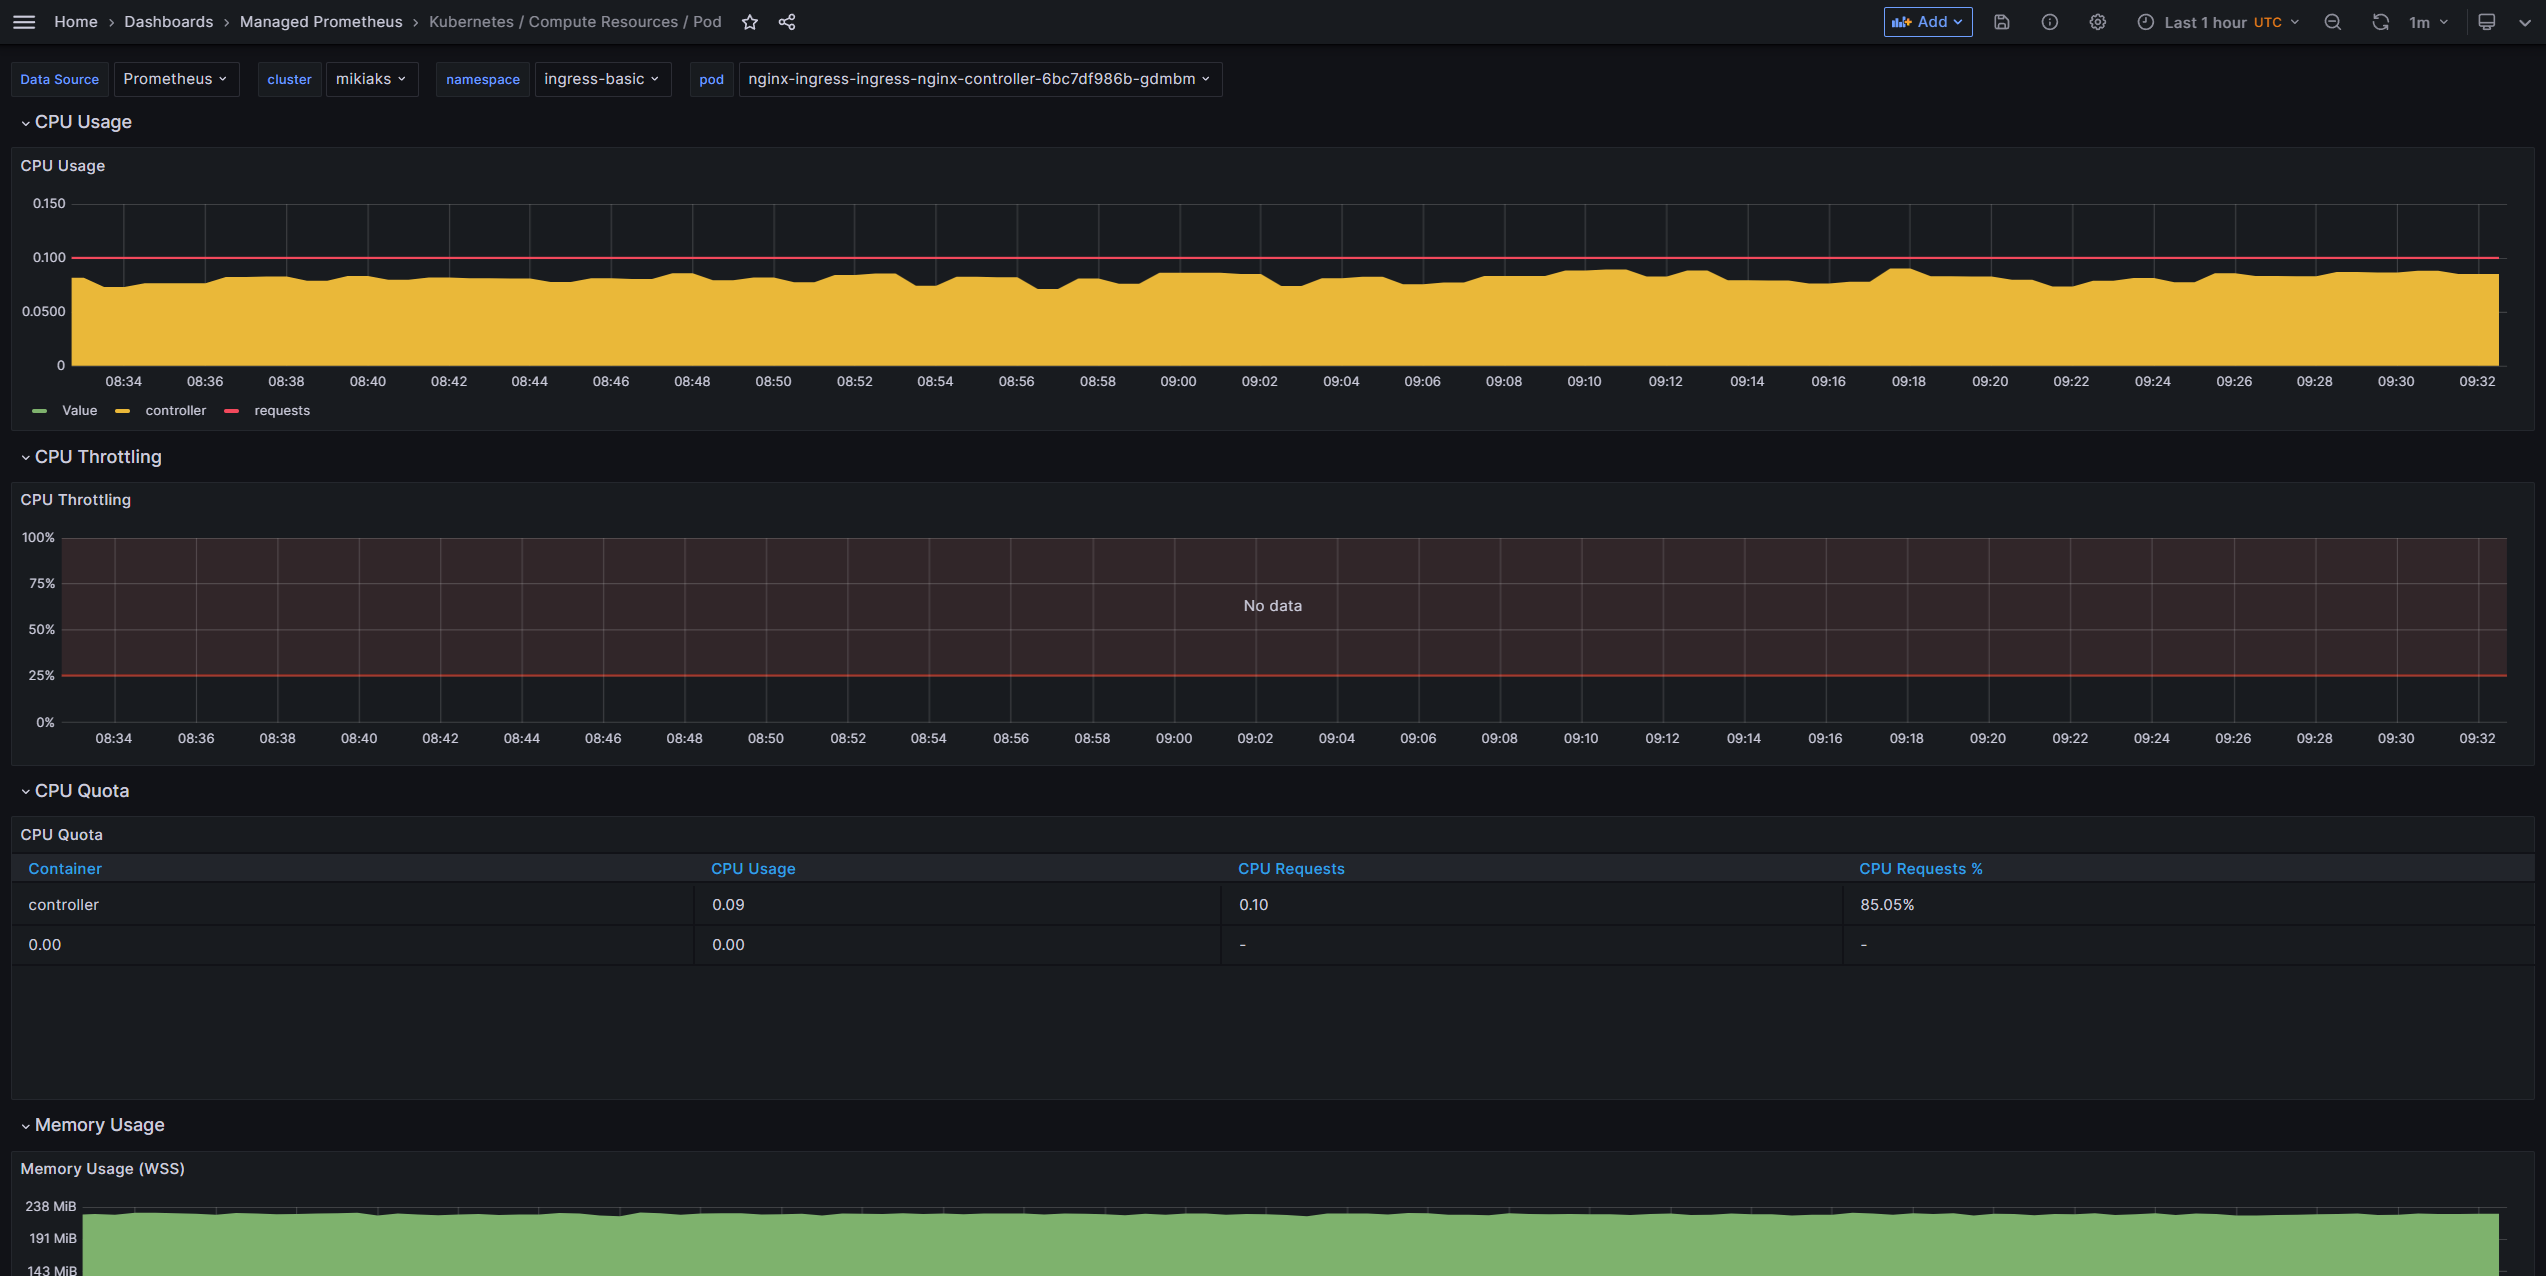 Home › Dashboards › Managed Prometheus › Kubernetes / Compute Resources / Pod Add Last 1 hour UTC 1m
Data Source Prometheus cluster mikiaks namespace ingress-basic pod nginx-ingress-ingress-nginx-controller-6bc7df986b-gdmbm
CPU Usage
CPU Usage
0.150
0.100
0.0500
0
08:34 08:36 08:38 08:40 08:42 08:44 08:46 08:48 08:50 08:52 08:54 08:56 08:58 09:00 09:02 09:04 09:06 09:08 09:10 09:12 09:14 09:16 09:18 09:20 09:22 09:24 09:26 09:28 09:30 09:32
Value controller requests
CPU Throttling
CPU Throttling
100%
75%
No data
50%
25%
0%
08:34 08:36 08:38 08:40 08:42 08:44 08:46 08:48 08:50 08:52 08:54 08:56 08:58 09:00 09:02 09:04 09:06 09:08 09:10 09:12 09:14 09:16 09:18 09:20 09:22 09:24 09:26 09:28 09:30 09:32
CPU Quota
CPU Quota
Container CPU Usage CPU Requests CPU Requests %
controller 0.09 0.10 85.05%
0.00 0.00 - -
Memory Usage
Memory Usage (WSS)
238 MiB
191 MiB
143 MiB